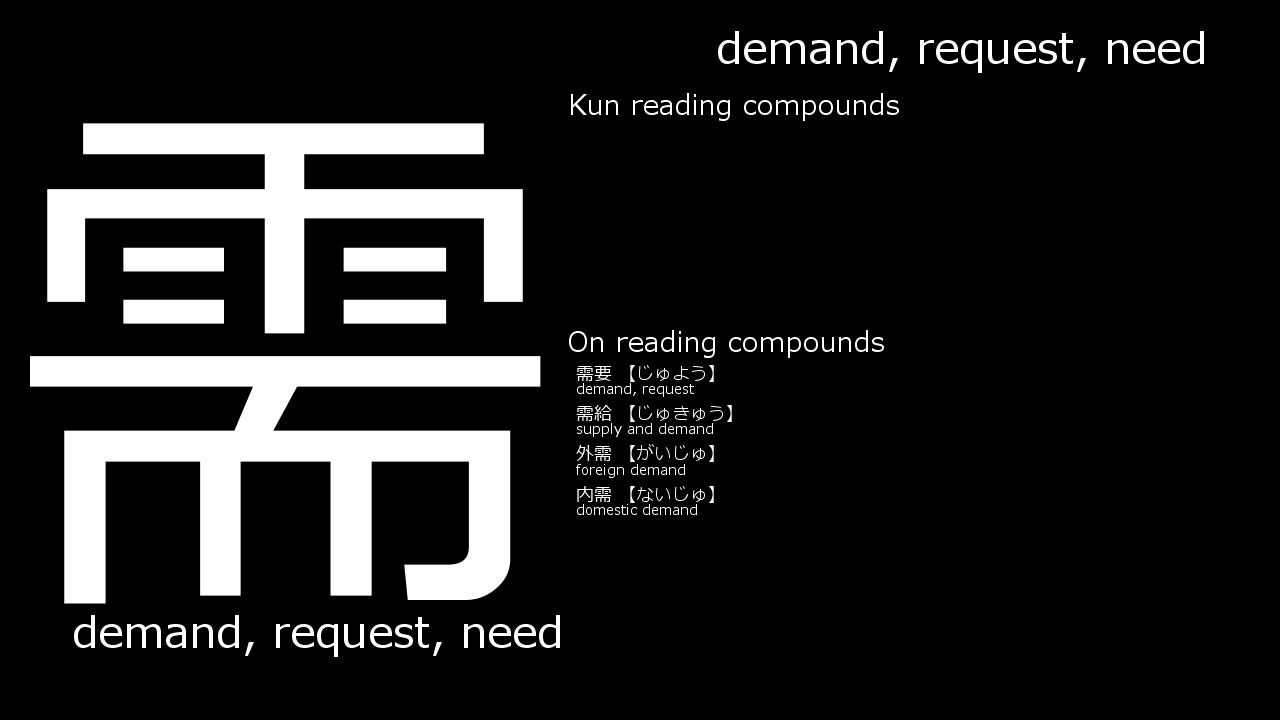 demand, request, need
Kun reading compounds
需
On reading compounds
需要 【じゅよう】
demand, request
需給 【じゅきゅう】
supply and demand
外需 【がいじゅ】
foreign demand
内需 【ないじゅ】
domestic demand
demand, request, need